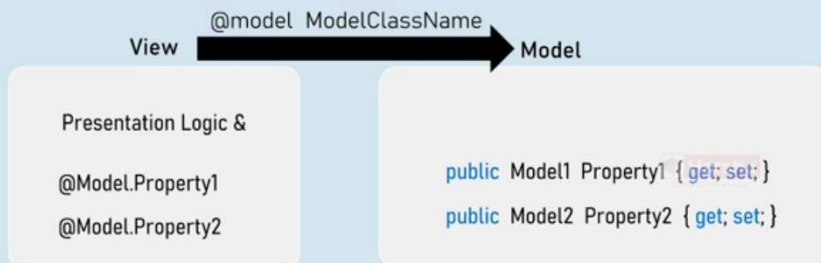 @model ModelClassName
View
Model
Presentation Logic &
@Model.Property1
@Model.Property2
public Model1 Property1 { get; set; }
public Model2 Property2 { get; set; }